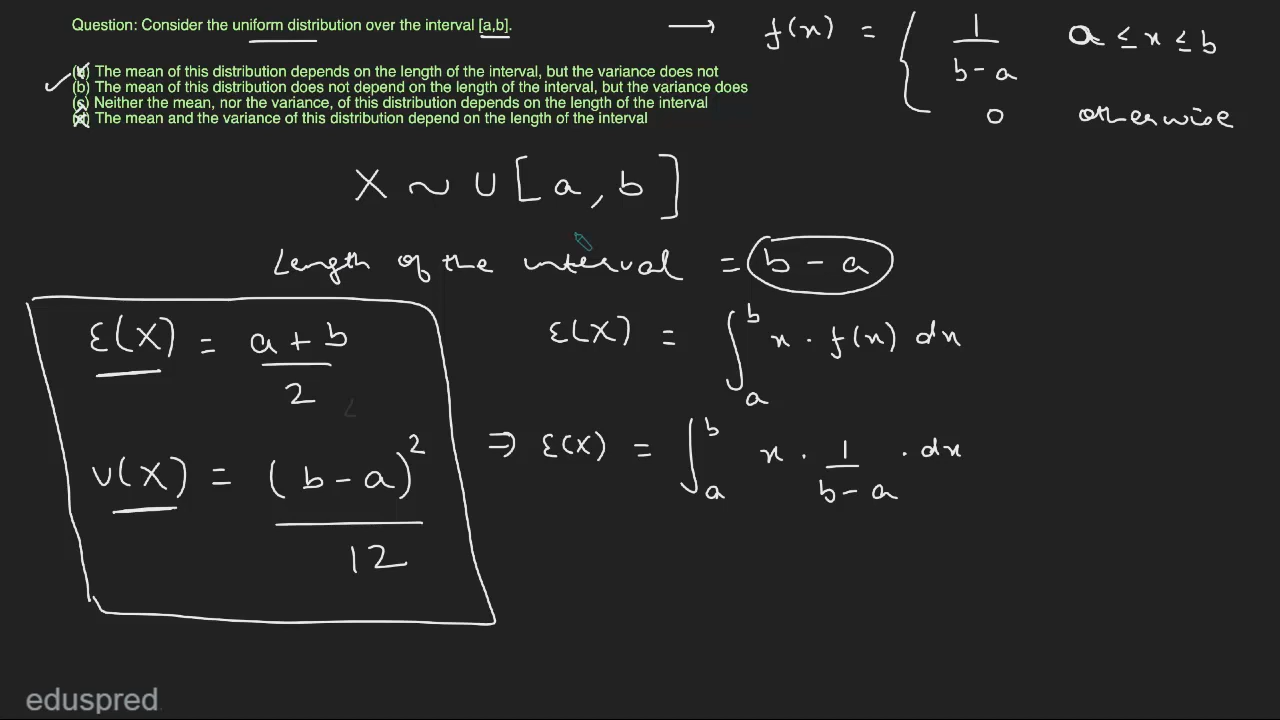 Question: Consider the uniform distribution over the interval [a,b].
(a) The mean of this distribution depends on the length of the interval, but the variance does not
(b) The mean of this distribution does not depend on the length of the interval, but the variance does
(c) Neither the mean, nor the variance, of this distribution depends on the length of the interval
(d) The mean and the variance of this distribution depend on the length of the interval
→ f(x) = { 1/(b-a) a ≤ x ≤ b
0 otherwise
X ~ U [a, b]
Length of the interval = b - a
E(X) = (a + b)/2
V(X) = (b - a)²/12
E(X) = ∫_a^b x · f(x) dx
⇒ E(X) = ∫_a^b x · 1/(b-a) · dx
eduspred